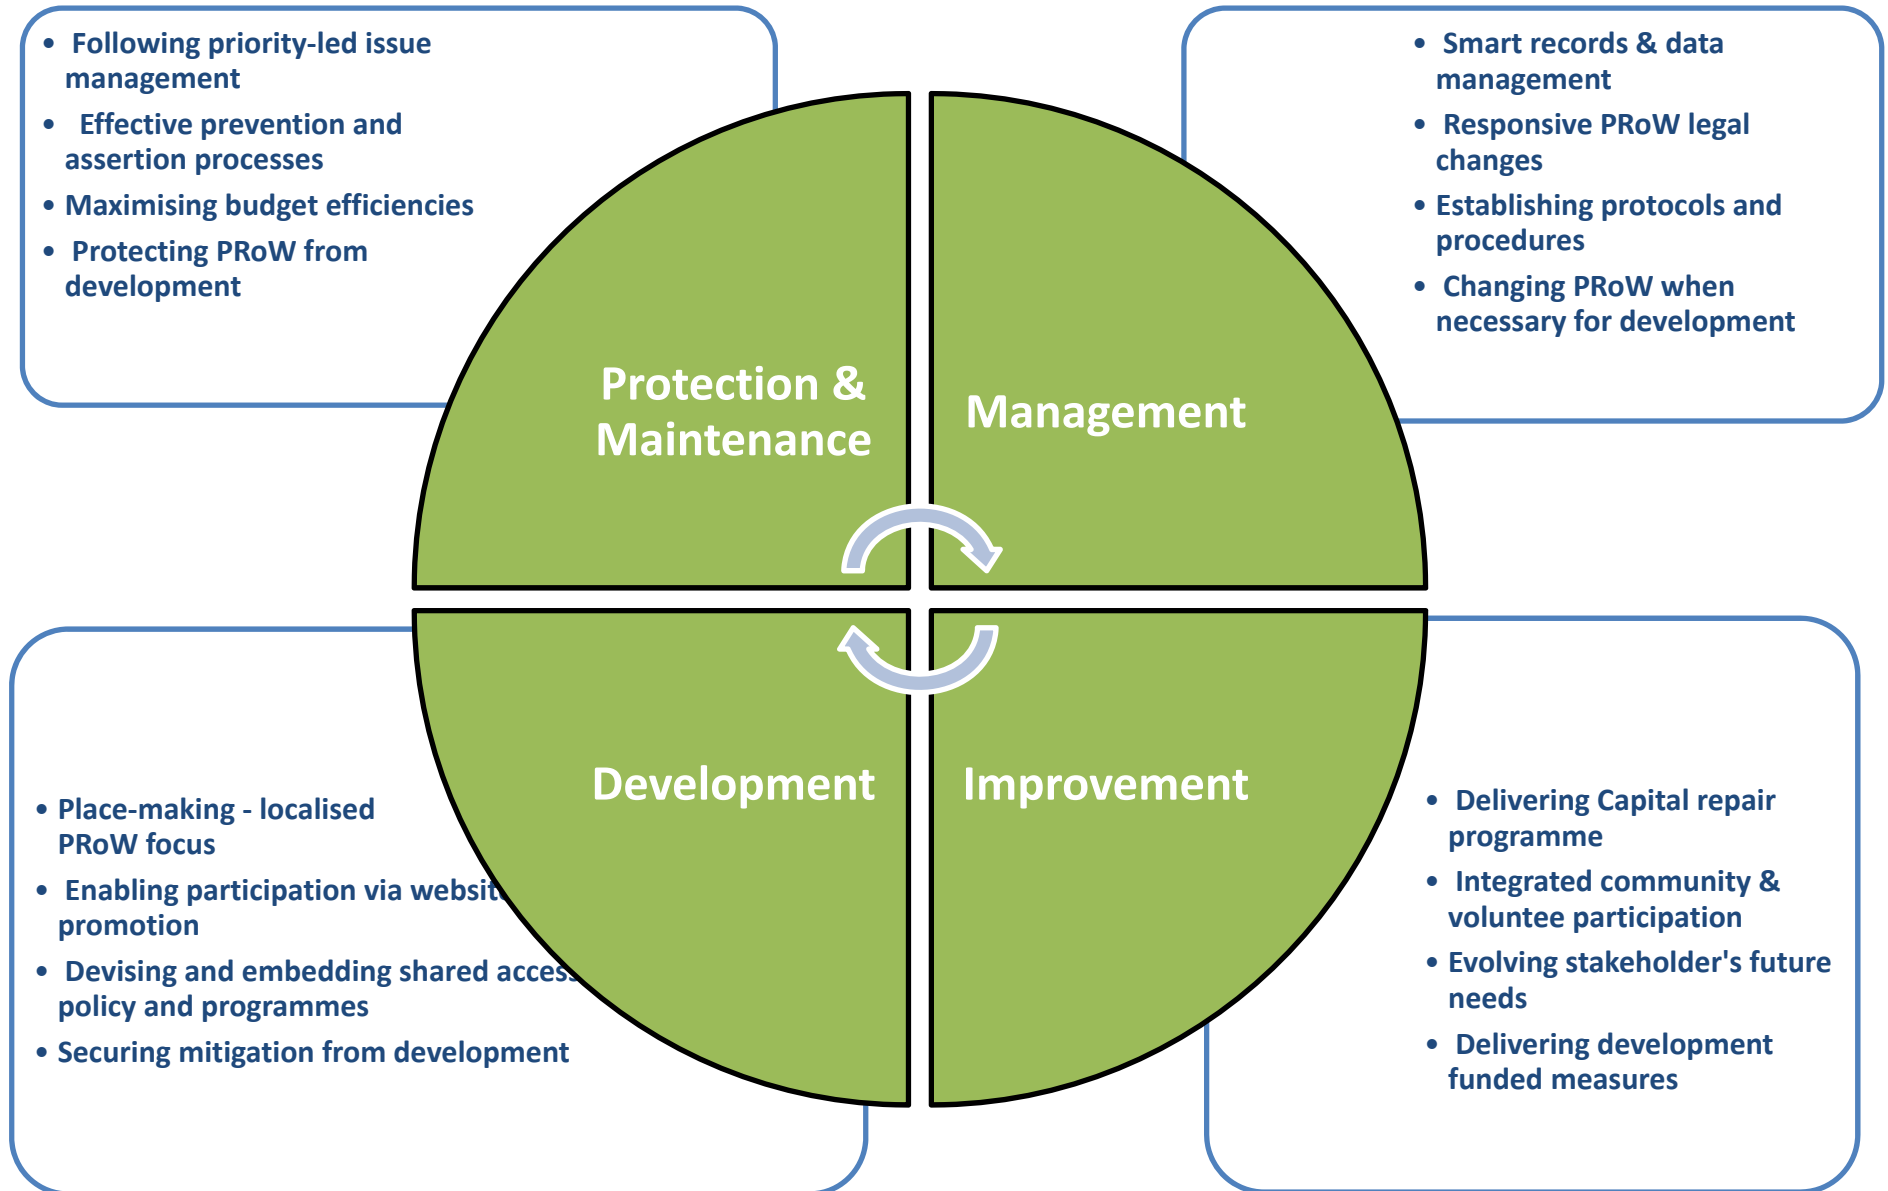 • Following priority-led issue
management
• Effective prevention and
assertion processes
• Maximising budget efficiencies
• Protecting PRoW from
development
• Smart records & data
management
• Responsive PRoW legal
changes
• Establishing protocols and
procedures
• Changing PRoW when
necessary for development
Protection &
Maintenance
Management
Development
Improvement
• Place-making - localised
PRoW focus
• Enabling participation via
promotion
• Devising and embedding shared
policy and programmes
• Securing mitigation from development
• Delivering Capital repair
programme
• Integrated community &
voluntee participation
• Evolving stakeholder's future
needs
• Delivering development
funded measures